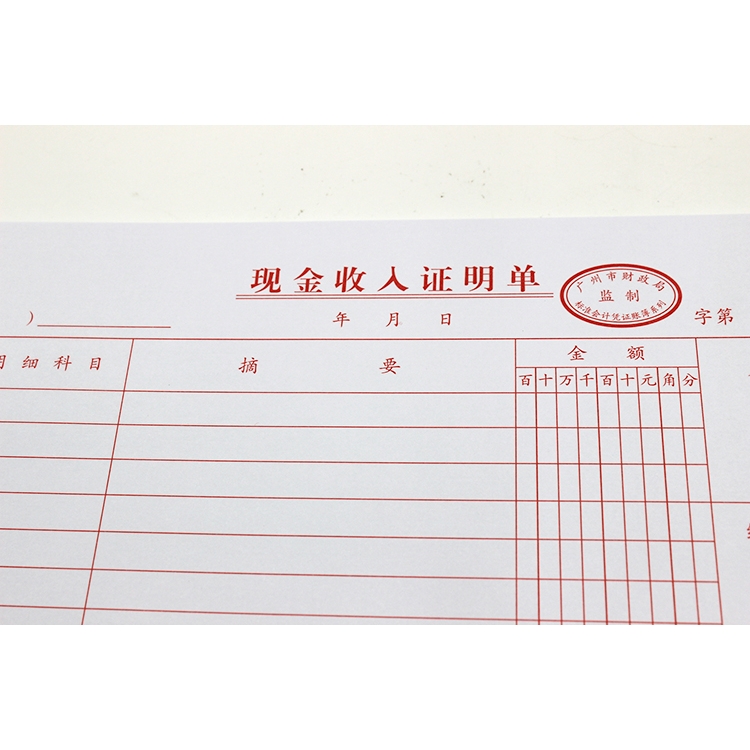 现金收入证明单
广州市财政局
监制
标准会计凭证账簿系列
)
年 月 日
字第
明细科目
摘 要
金 额
百十万千百十元角分